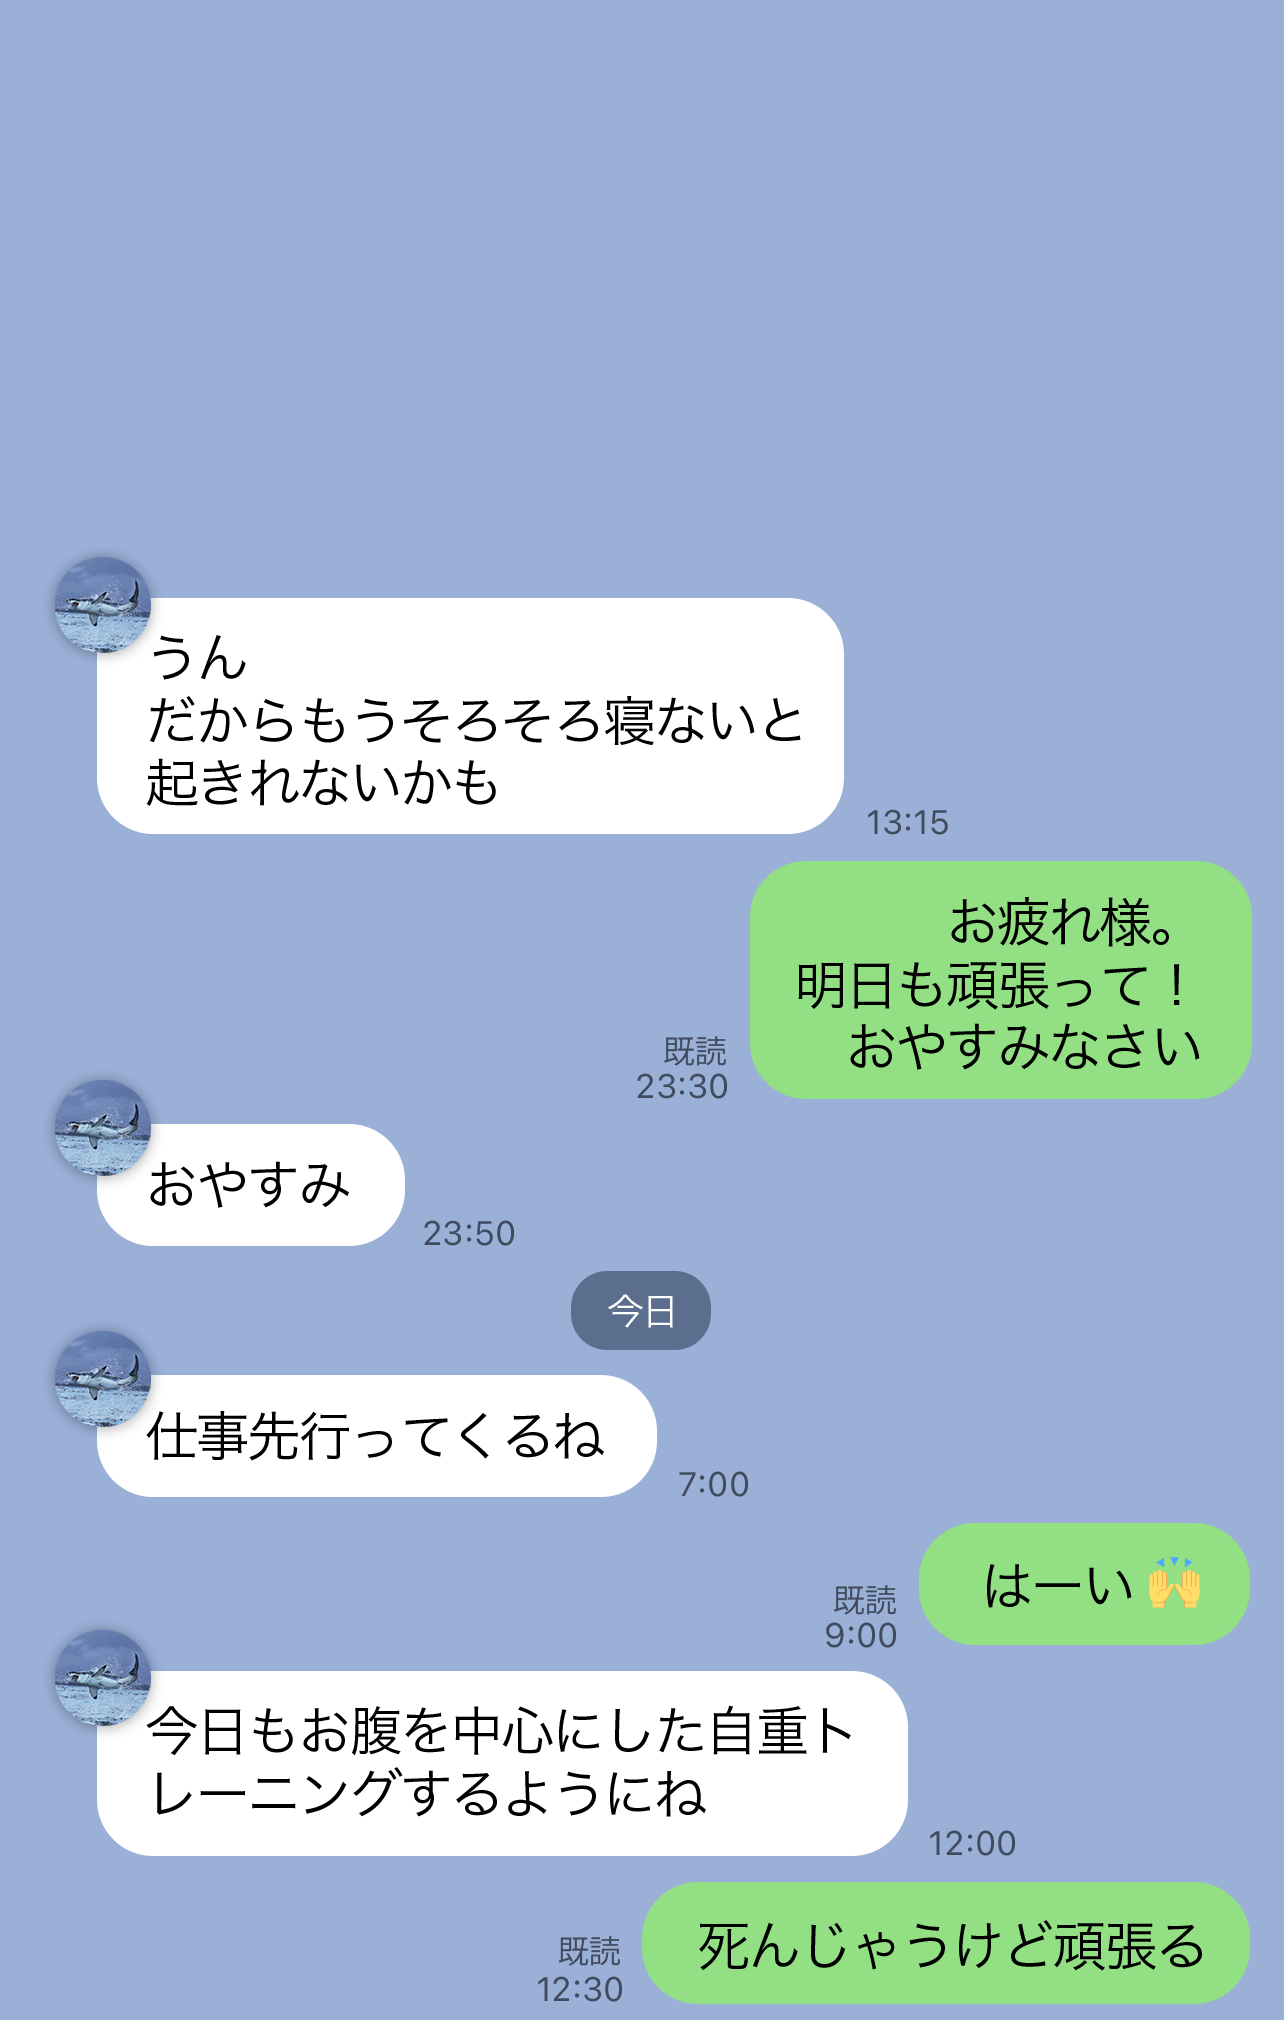 うん
だからもうそろそろ寝ないと
起きれないかも
13:15
お疲れ様。
明日も頑張って！
おやすみなさい
既読
23:30
おやすみ
23:50
今日
仕事先行ってくるね
7:00
はーい🙌
既読
9:00
今日もお腹を中心にした自重ト
レーニングするようにね
12:00
死んじゃうけど頑張る
既読
12:30